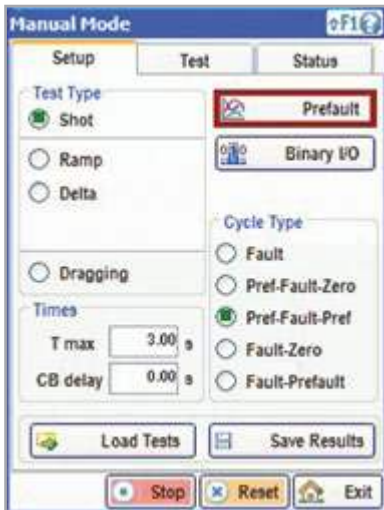 Manual Mode
F1
Setup Test Status
Test Type
Shot
Ramp
Delta
Dragging
Prefault
Binary I/O
Cycle Type
Fault
Pref-Fault-Zero
Pref-Fault-Pref
Fault-Zero
Fault-Prefault
Times
T max 3.00 s
CB delay 0.00 s
Load Tests Save Results
Stop Reset Exit